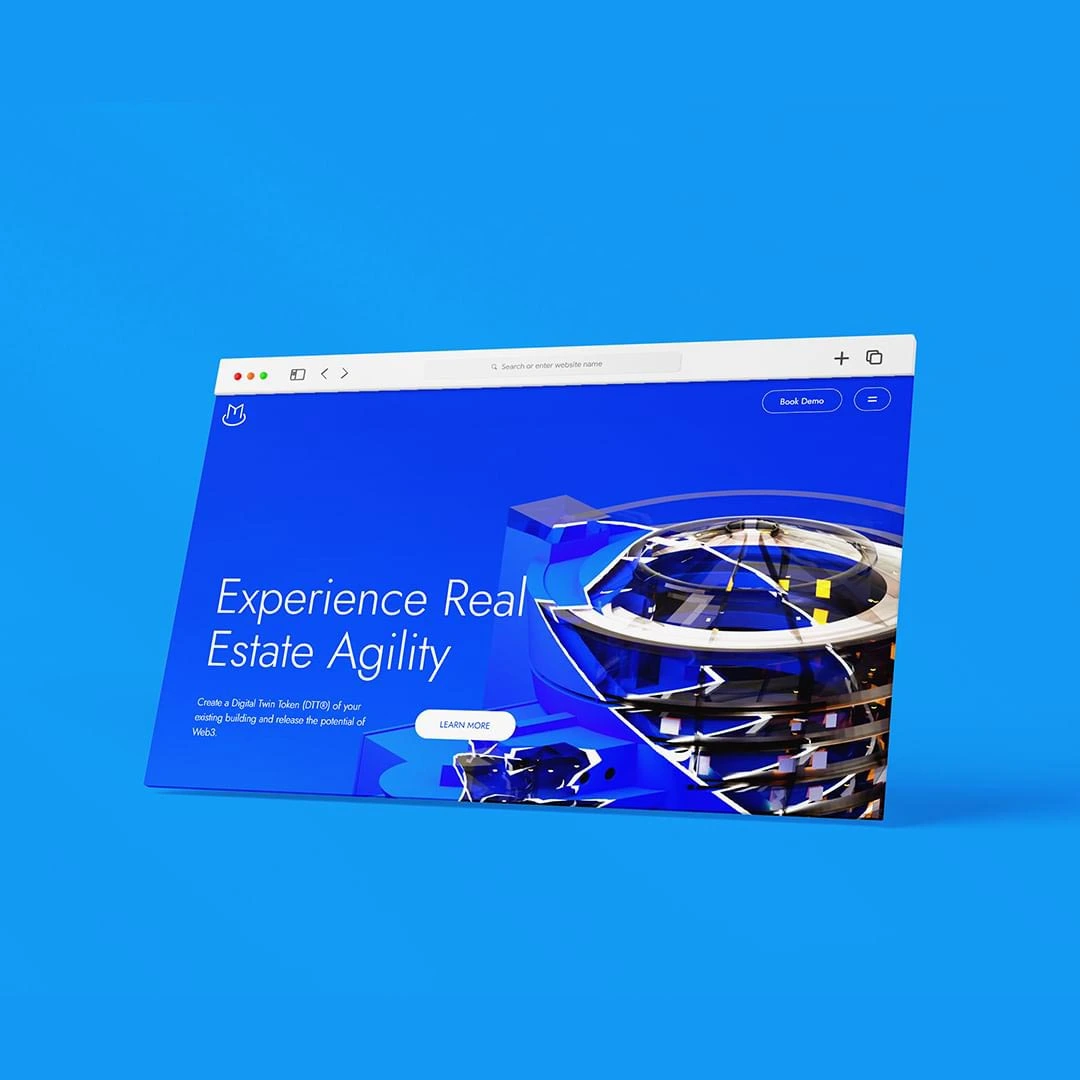 Search or enter website name
Book Demo
Experience Real
Estate Agility
Create a Digital Twin Token (DTT®) of your
existing building and release the potential of
Web3.
LEARN MORE